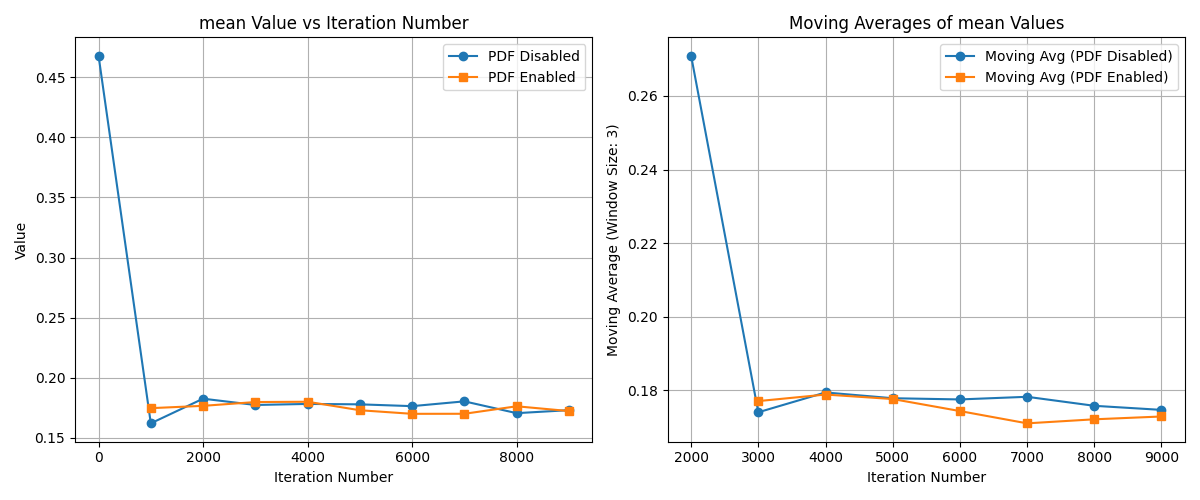 mean Value vs Iteration Number
PDF Disabled
PDF Enabled
0.45
0.40
0.35
0.30
0.25
0.20
0.15
Value
0 2000 4000 6000 8000
Iteration Number
Moving Averages of mean Values
Moving Avg (PDF Disabled)
Moving Avg (PDF Enabled)
0.26
0.24
0.22
0.20
0.18
Moving Average (Window Size: 3)
2000 3000 4000 5000 6000 7000 8000 9000
Iteration Number